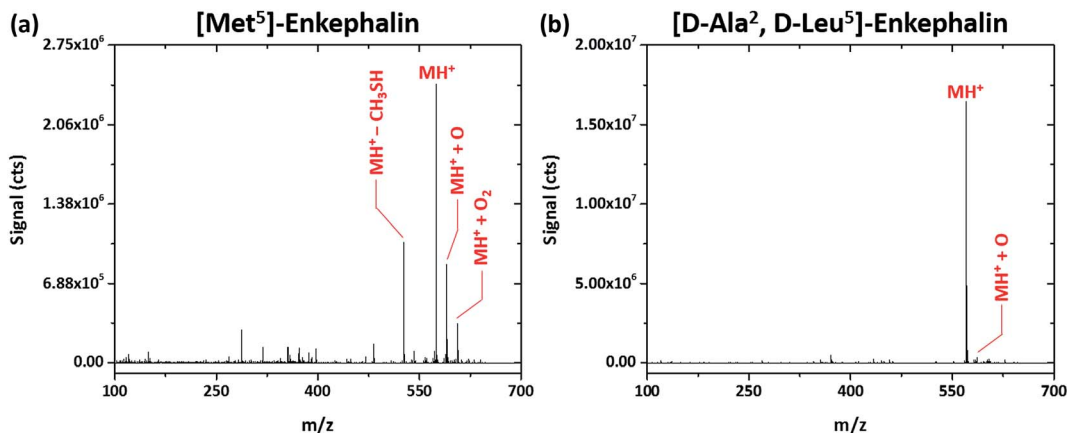 (a)
[Met⁵]-Enkephalin
2.75x10⁶
2.06x10⁶
1.38x10⁶
6.88x10⁵
0.00
Signal (cts)
MH⁺ – CH₃SH
MH⁺
MH⁺ + O
MH⁺ + O₂
100
250
400
550
700
m/z
(b)
[D-Ala², D-Leu⁵]-Enkephalin
2.00x10⁷
1.50x10⁷
1.00x10⁷
5.00x10⁶
0.00
Signal (cts)
MH⁺
MH⁺ + O
100
250
400
550
700
m/z